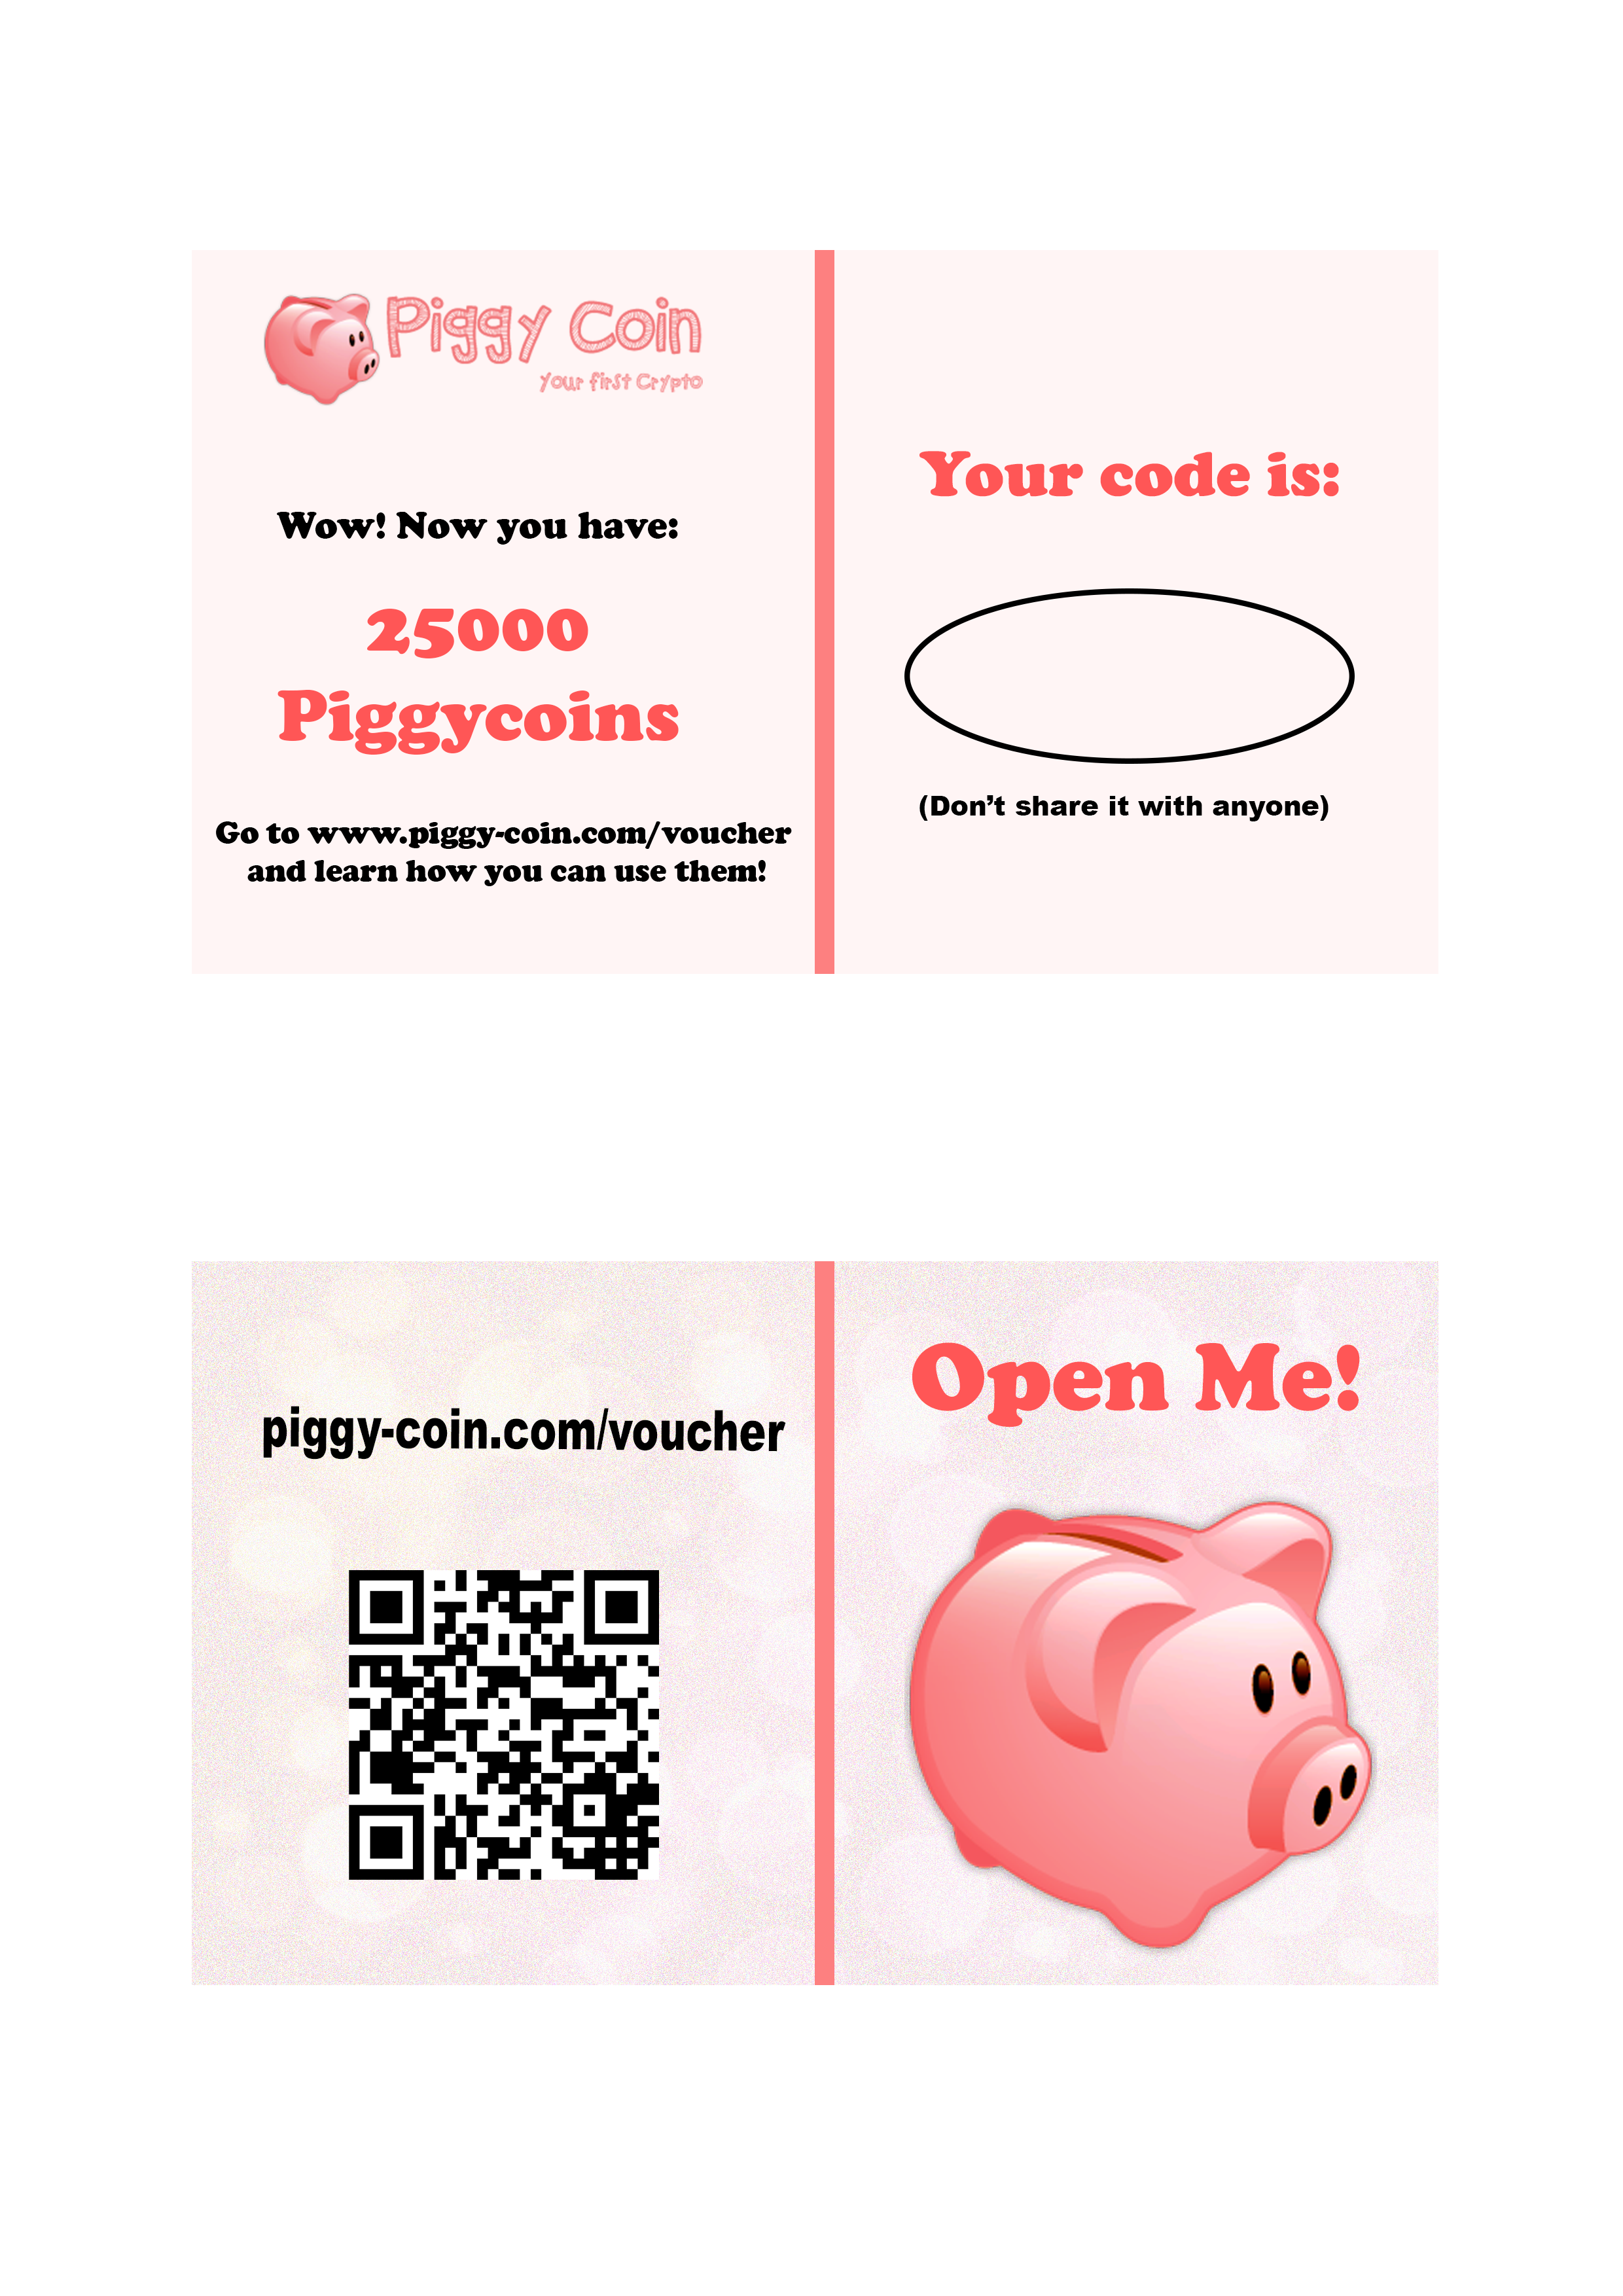 Piggy Coin
Your first Crypto
Wow! Now you have:
25000
Piggycoins
Go to www.piggy-coin.com/voucher
and learn how you can use them!
Your code is:
(Don’t share it with anyone)
piggy-coin.com/voucher
Open Me!